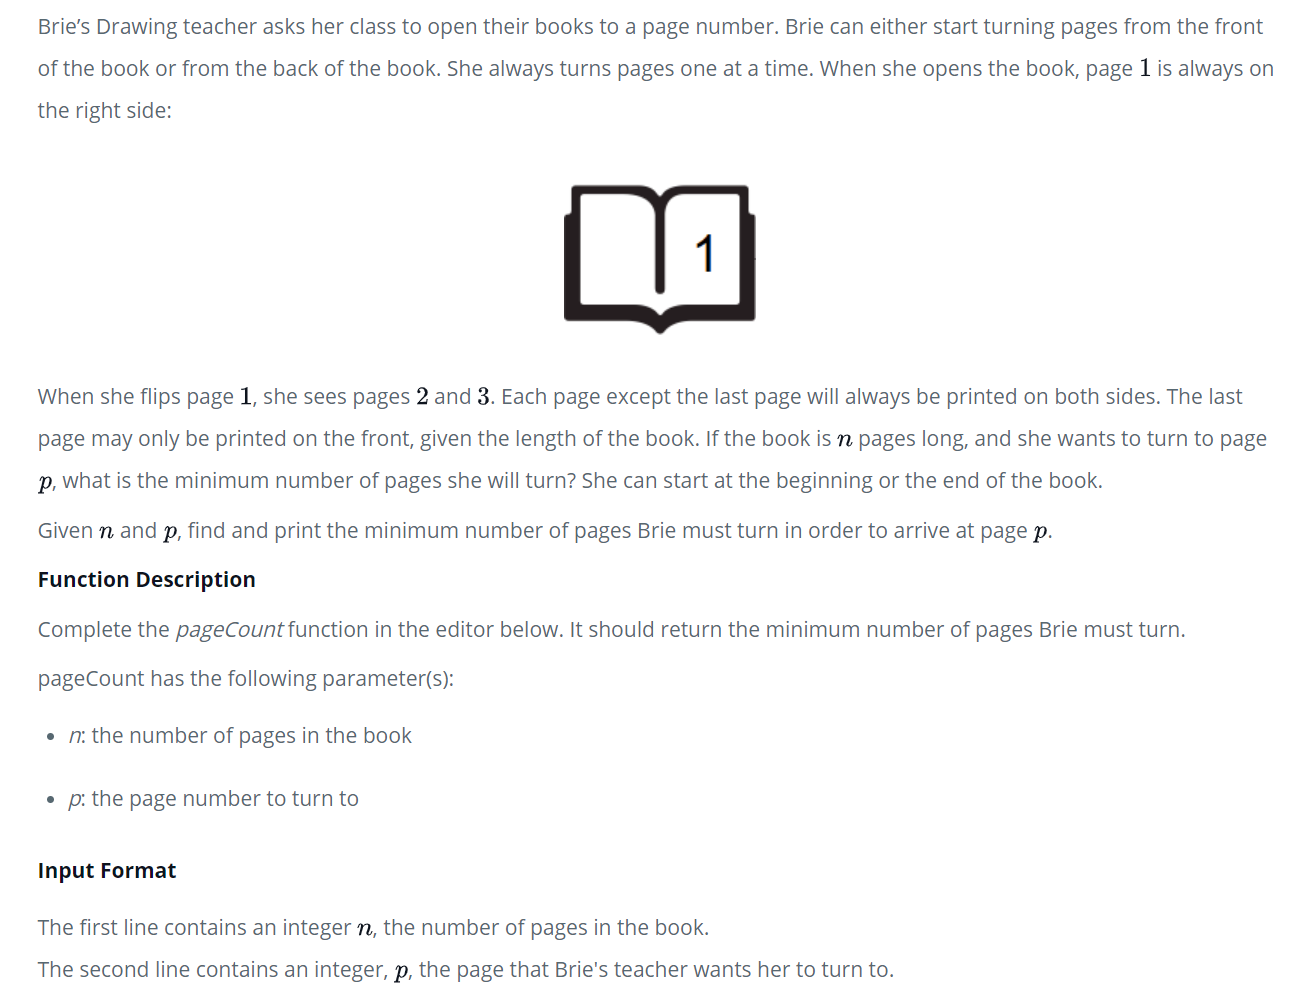 Brie’s Drawing teacher asks her class to open their books to a page number. Brie can either start turning pages from the front
of the book or from the back of the book. She always turns pages one at a time. When she opens the book, page 1 is always on
the right side:
1
When she flips page 1, she sees pages 2 and 3. Each page except the last page will always be printed on both sides. The last
page may only be printed on the front, given the length of the book. If the book is n pages long, and she wants to turn to page
p, what is the minimum number of pages she will turn? She can start at the beginning or the end of the book.
Given n and p, find and print the minimum number of pages Brie must turn in order to arrive at page p.
Function Description
Complete the pageCount function in the editor below. It should return the minimum number of pages Brie must turn.
pageCount has the following parameter(s):
• n: the number of pages in the book
• p: the page number to turn to
Input Format
The first line contains an integer n, the number of pages in the book.
The second line contains an integer, p, the page that Brie's teacher wants her to turn to.